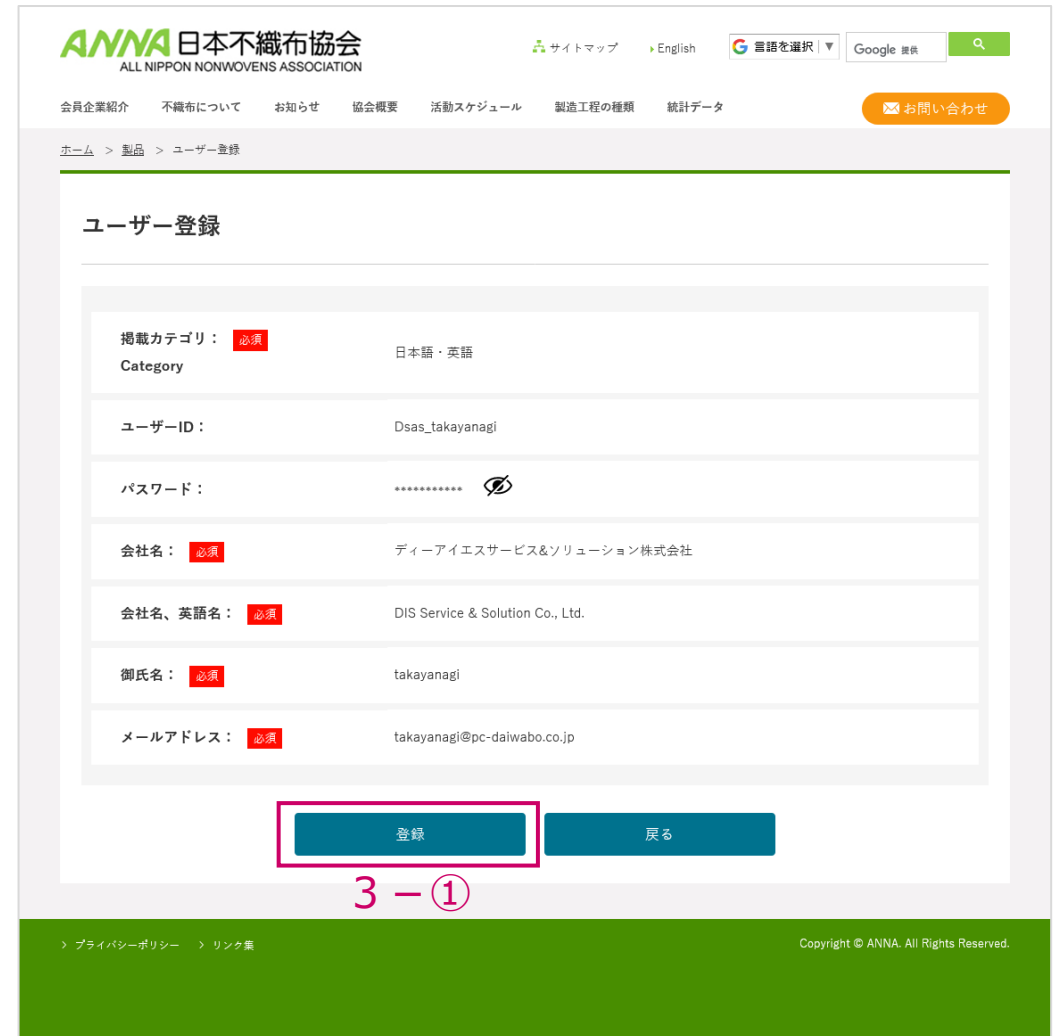 ANNA 日本不織布協会
ALL NIPPON NONWOVENS ASSOCIATION
サイトマップ English G 言語を選択 ▼ Google 提供
会員企業紹介 不織布について お知らせ 協会概要 活動スケジュール 製造工程の種類 統計データ お問い合わせ
ホーム > 製品 > ユーザー登録
ユーザー登録
掲載カテゴリ： 必須
Category
日本語・英語
ユーザーID： Dsas_takayanagi
パスワード： ***********
会社名： 必須 ディーアイエスサービス&ソリューション株式会社
会社名、英語名： 必須 DIS Service & Solution Co., Ltd.
御氏名： 必須 takayanagi
メールアドレス： 必須 takayanagi@pc-daiwabo.co.jp
登録 戻る
3－①
> プライバシーポリシー > リンク集 Copyright © ANNA. All Rights Reserved.